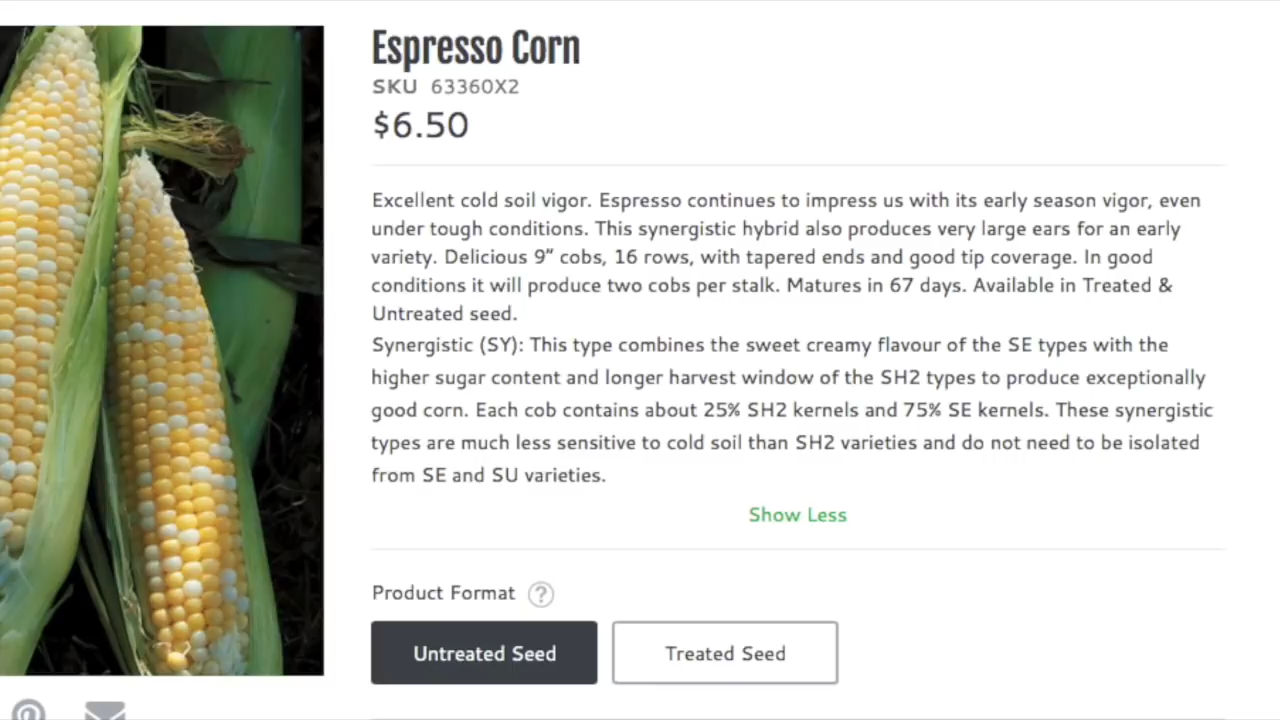 Espresso Corn
SKU 63360X2
$6.50
Excellent cold soil vigor. Espresso continues to impress us with its early season vigor, even
under tough conditions. This synergistic hybrid also produces very large ears for an early
variety. Delicious 9” cobs, 16 rows, with tapered ends and good tip coverage. In good
conditions it will produce two cobs per stalk. Matures in 67 days. Available in Treated &
Untreated seed.
Synergistic (SY): This type combines the sweet creamy flavour of the SE types with the
higher sugar content and longer harvest window of the SH2 types to produce exceptionally
good corn. Each cob contains about 25% SH2 kernels and 75% SE kernels. These synergistic
types are much less sensitive to cold soil than SH2 varieties and do not need to be isolated
from SE and SU varieties.
Show Less
Product Format ?
Untreated Seed Treated Seed